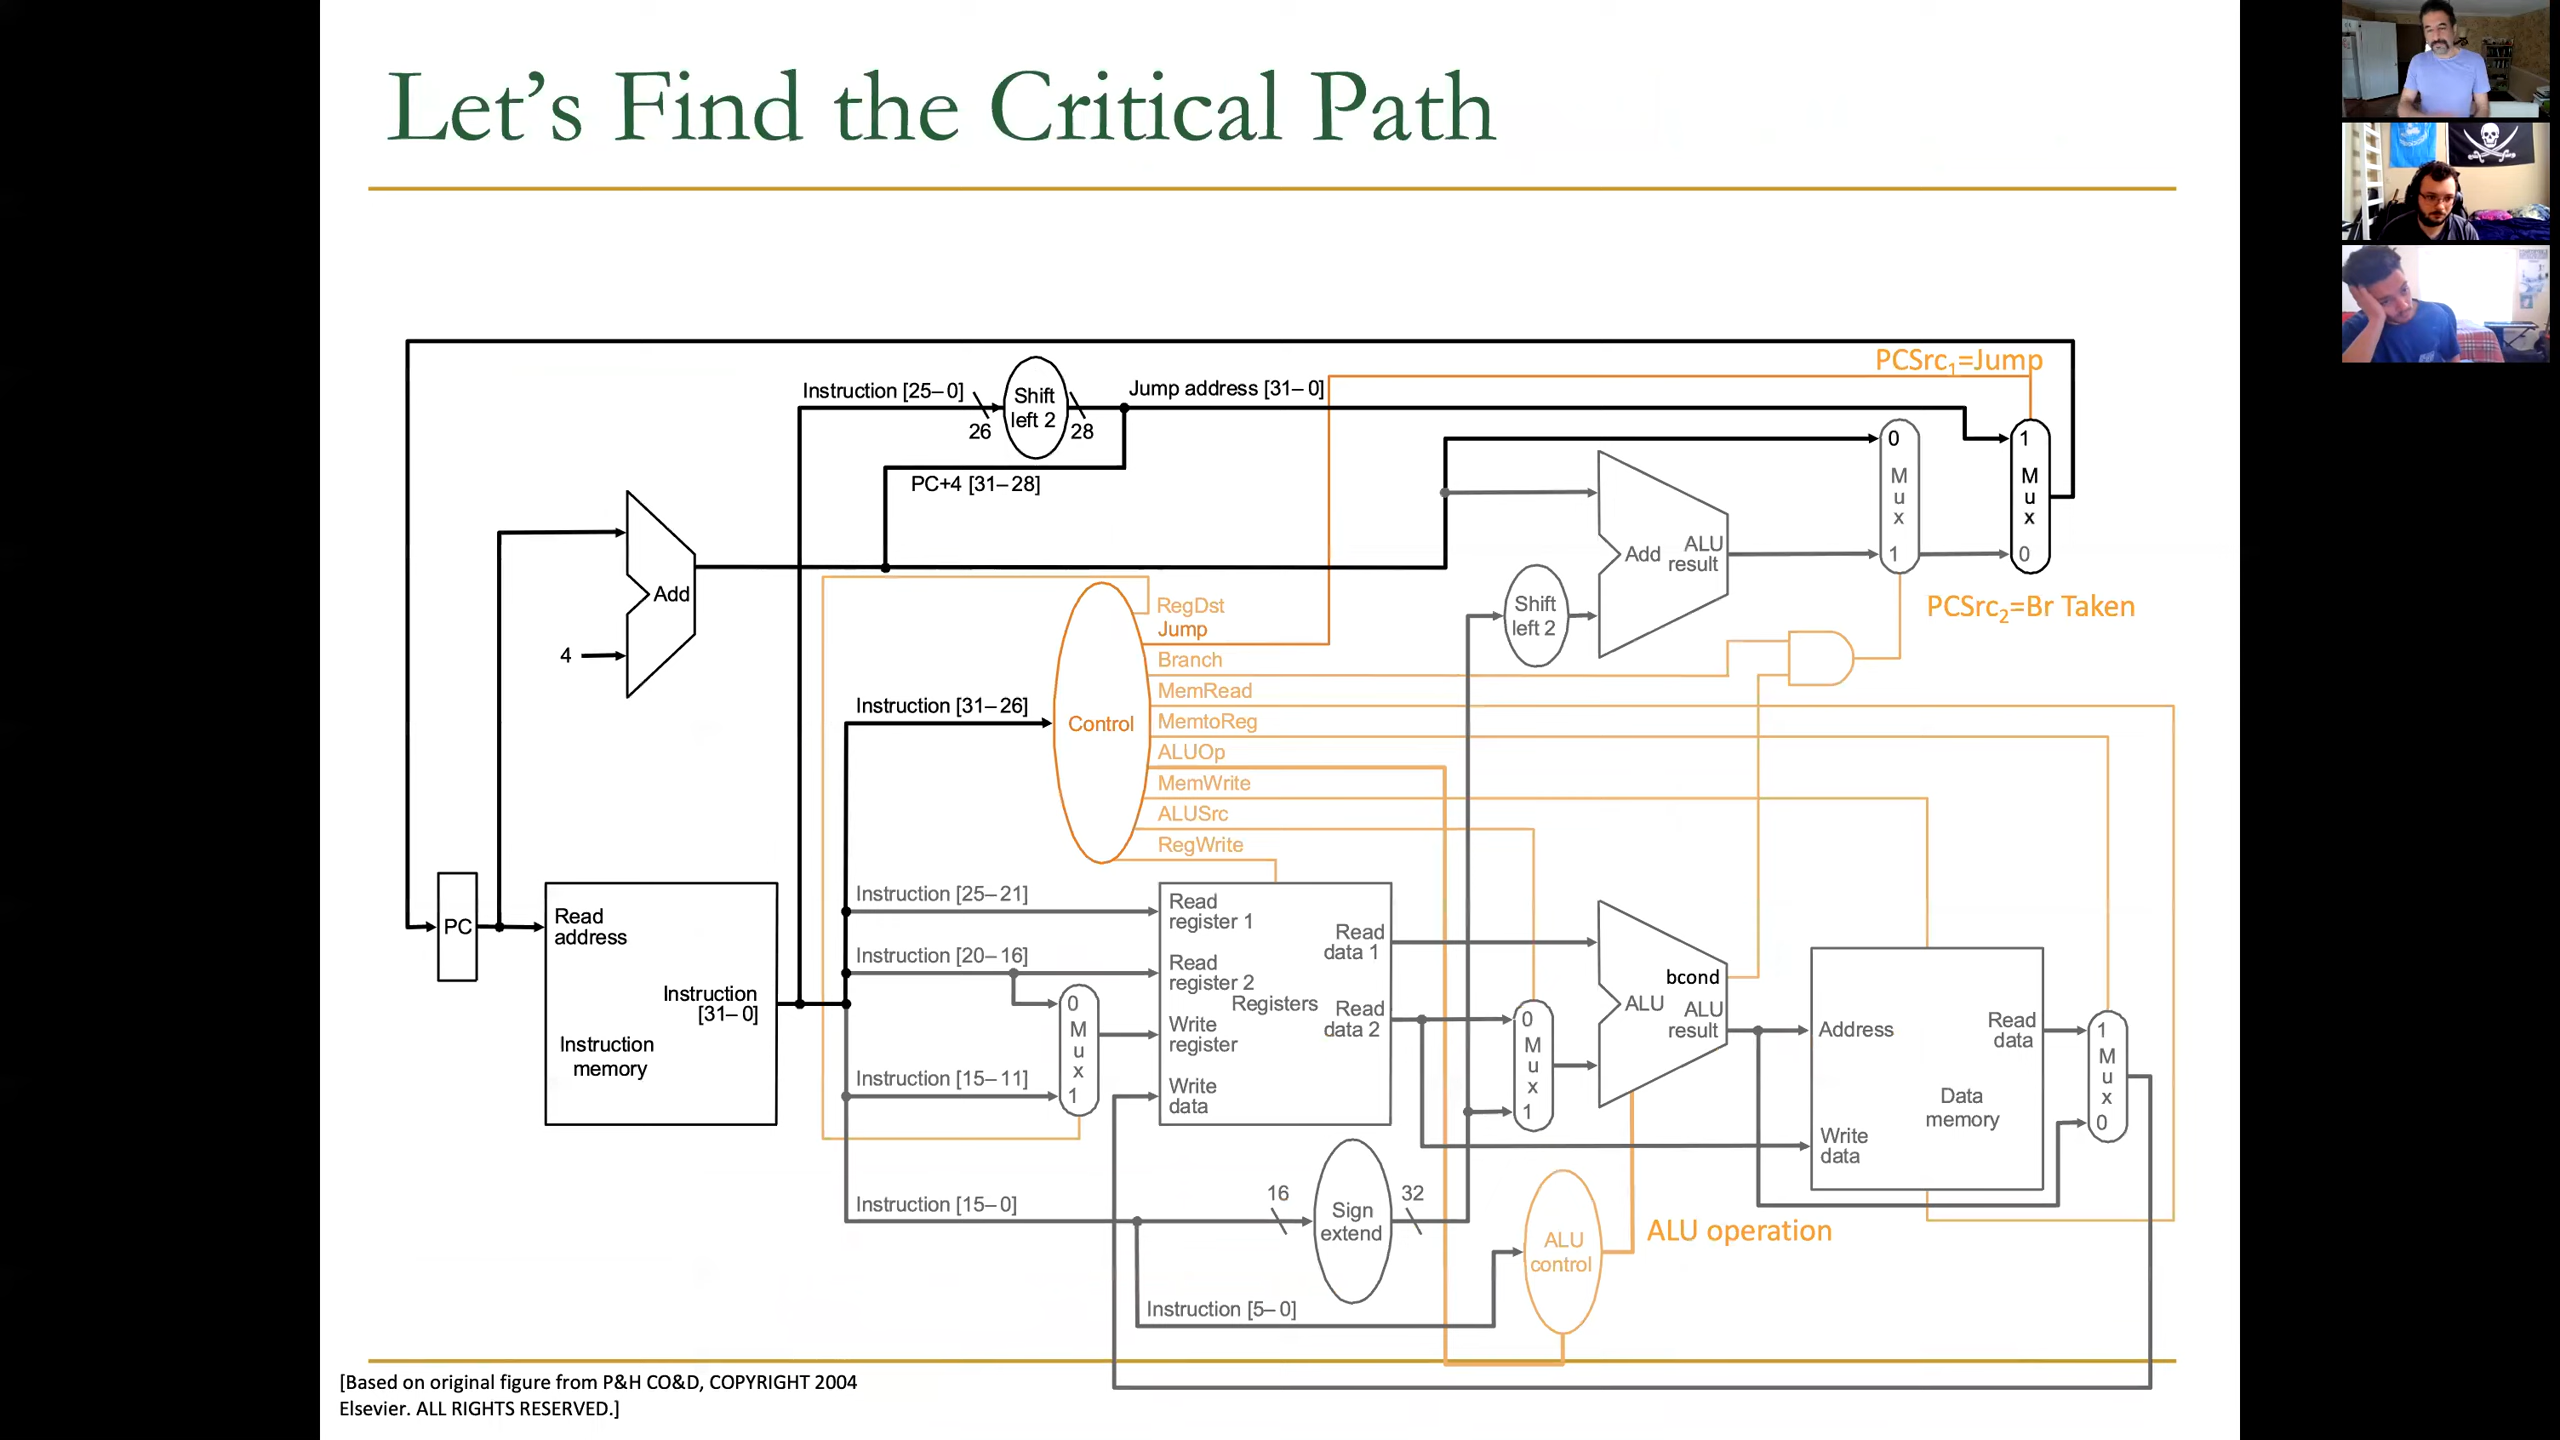 Let's Find the Critical Path
PCSrc1=Jump
Instruction [25–0]
Shift
left 2
Jump address [31–0]
26
28
PC+4 [31–28]
0
M
u
x
1
1
M
u
x
0
Add
ALU
result
Add
4
Shift
left 2
PCSrc2=Br Taken
RegDst
Jump
Branch
MemRead
MemtoReg
ALUOp
MemWrite
ALUSrc
RegWrite
Instruction [31–26]
Control
PC
Read
address
Instruction
[31–0]
Instruction
memory
Instruction [25–21]
Instruction [20–16]
Instruction [15–11]
Instruction [15–0]
Instruction [5–0]
0
M
u
x
1
Read
register 1
Read
register 2
Write
register
Write
data
Registers
Read
data 1
Read
data 2
0
M
u
x
1
bcond
ALU
ALU
result
Address
Read
data
Data
memory
Write
data
1
M
u
x
0
16
Sign
extend
32
ALU
control
ALU operation
[Based on original figure from P&H CO&D, COPYRIGHT 2004
Elsevier. ALL RIGHTS RESERVED.]